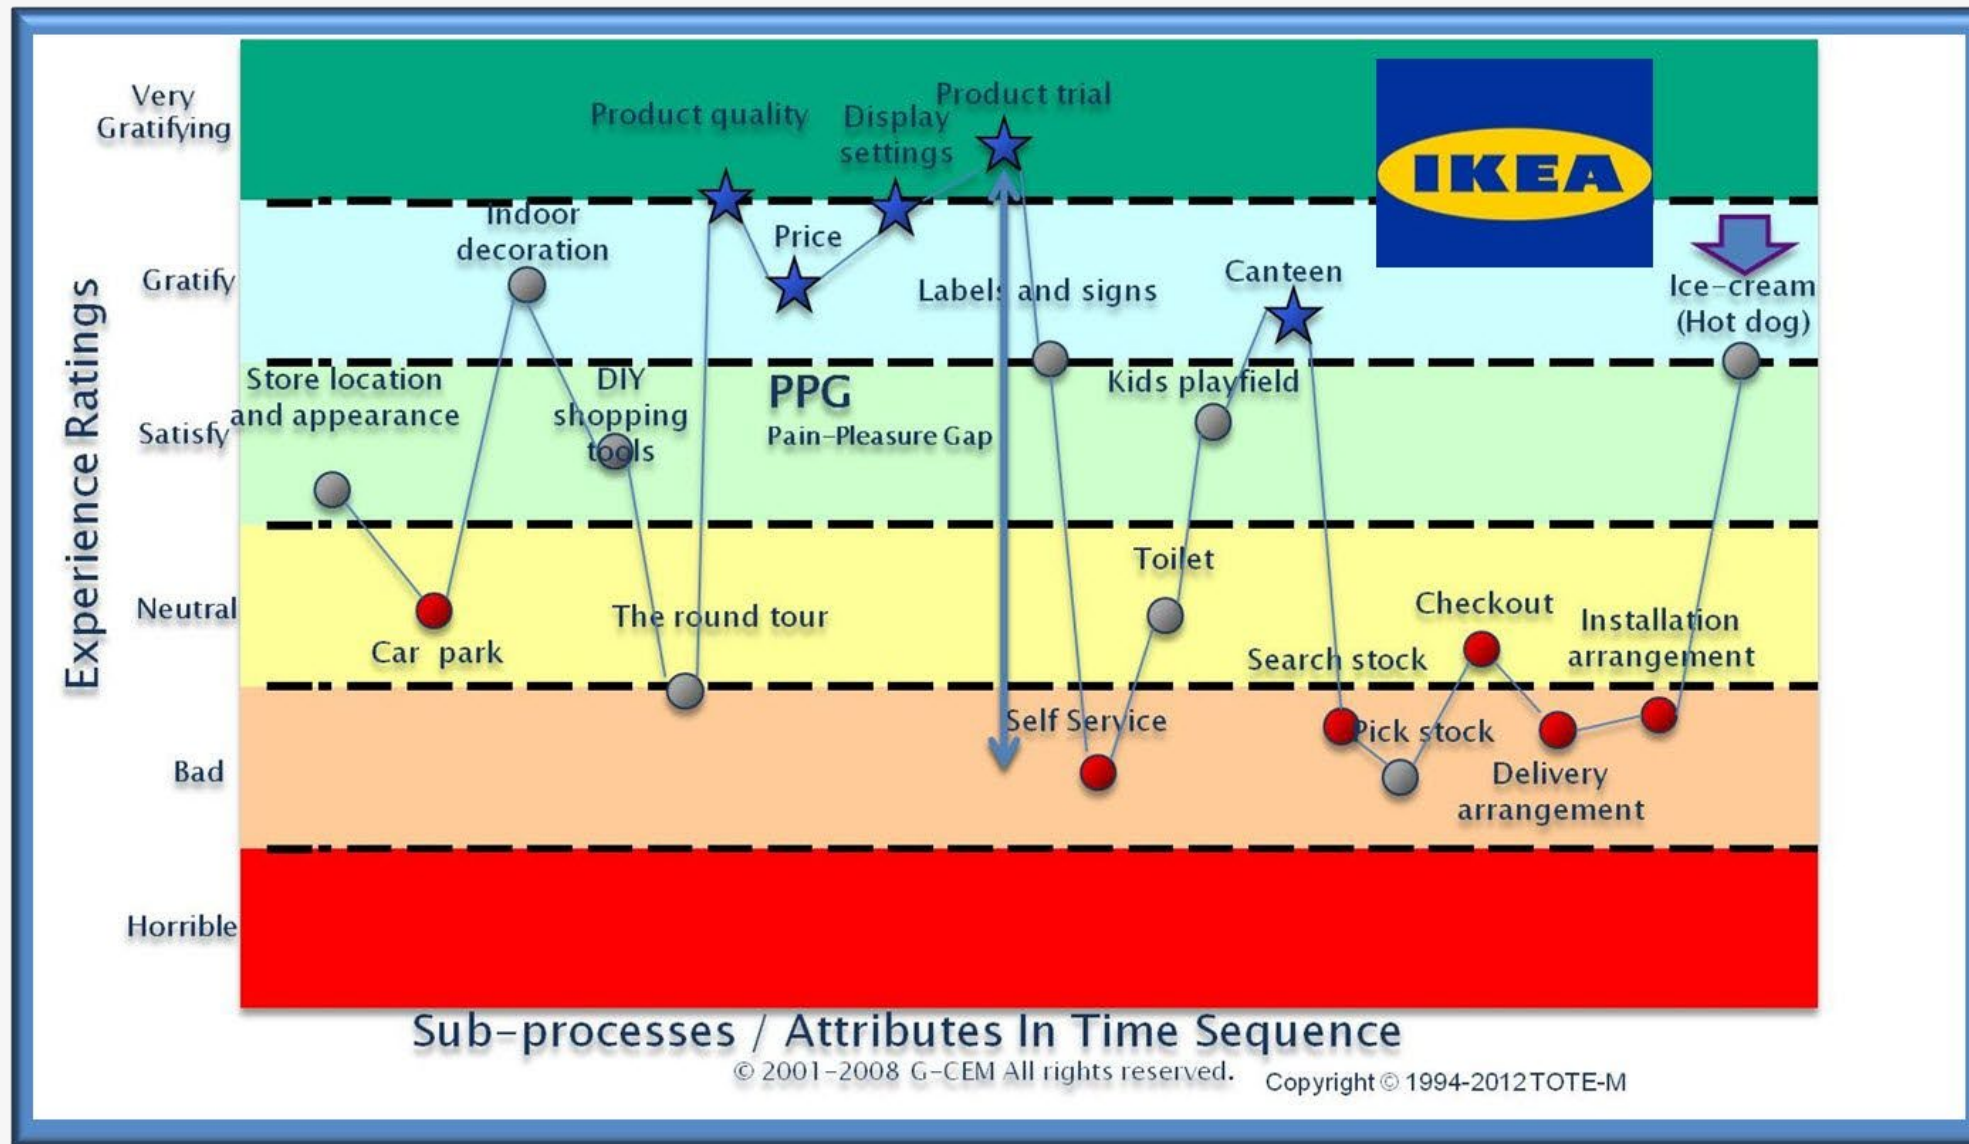 Very
Gratifying
Gratify
Satisfy
Neutral
Bad
Horrible
Experience Ratings
Store location
and appearance
Car park
Indoor
decoration
DIY
shopping
tools
The round tour
Product quality
Price
Display
settings
Product trial
PPG
Pain-Pleasure Gap
Labels and signs
Self Service
Toilet
Kids playfield
Canteen
Search stock
Pick stock
Checkout
Delivery
arrangement
Installation
arrangement
IKEA
Ice-cream
(Hot dog)
Sub-processes / Attributes In Time Sequence
© 2001-2008 G-CEM All rights reserved.
Copyright © 1994-2012 TOTE-M